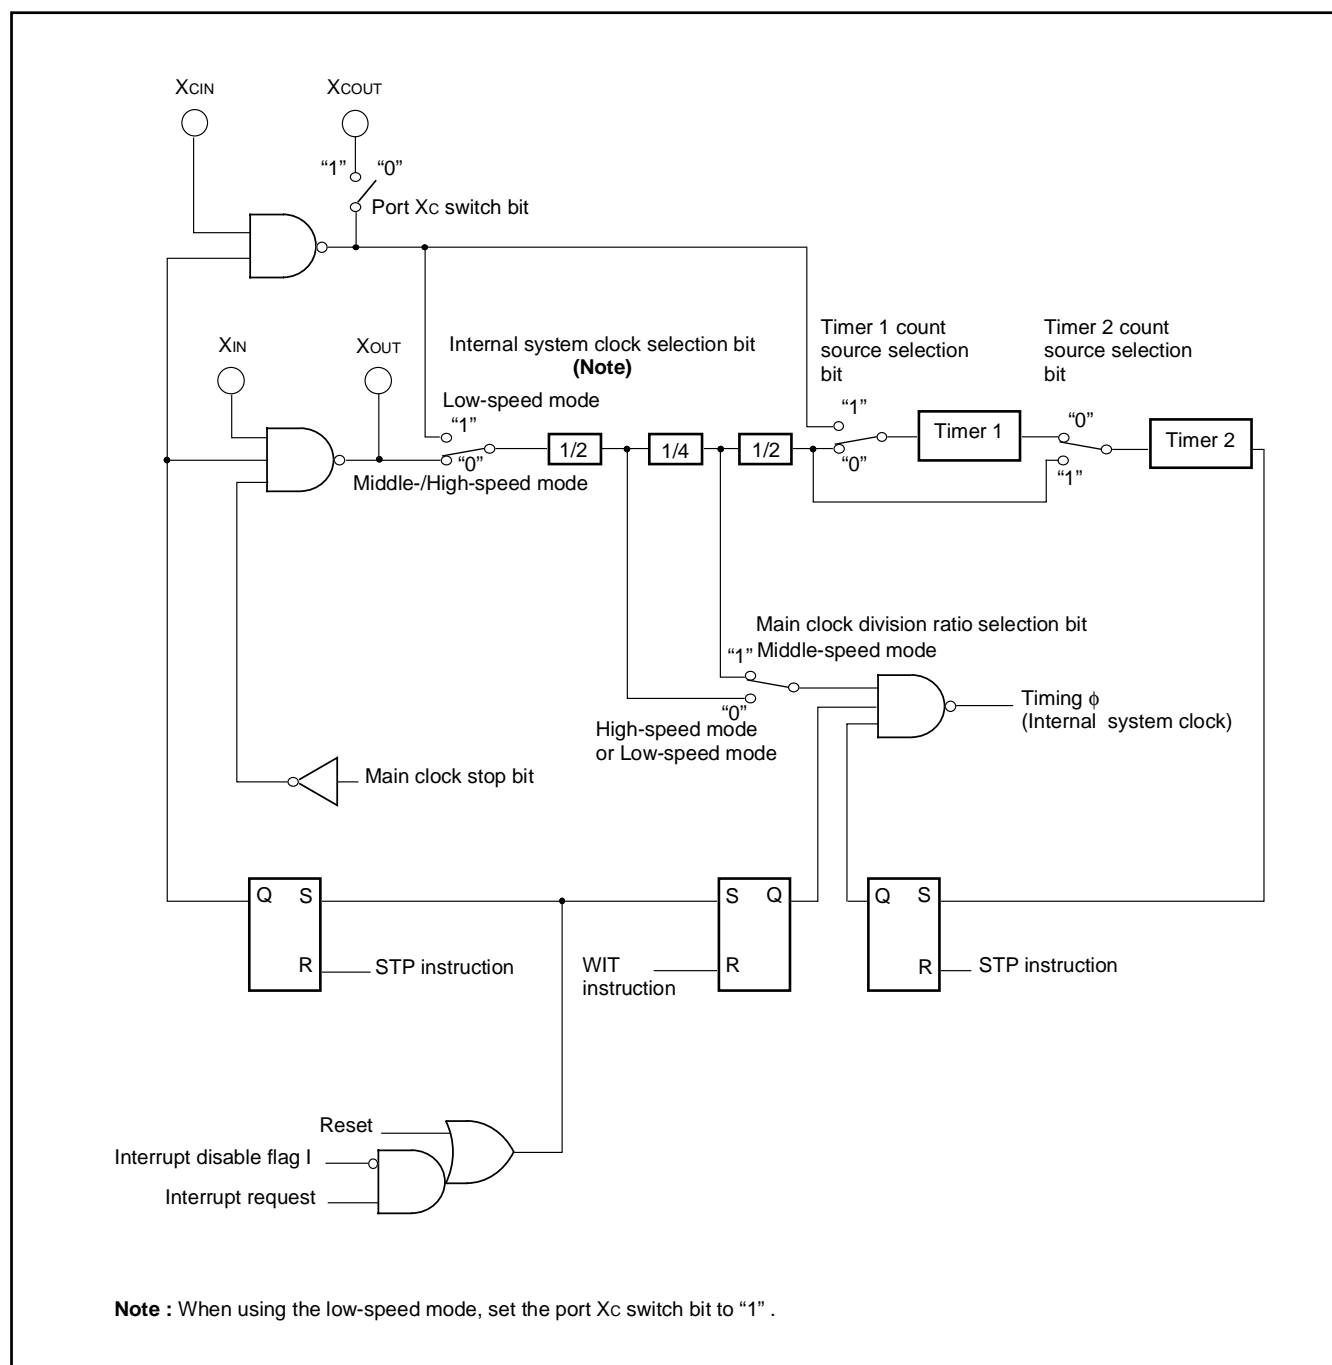 XCIN
XCOUT
“1” “0”
Port XC switch bit
XIN
XOUT
Internal system clock selection bit
(Note)
Low-speed mode
“1”
“0”
Middle-/High-speed mode
1/2
1/4
1/2
Timer 1 count
source selection
bit
“1”
“0”
Timer 1
Timer 2 count
source selection
bit
“0”
“1”
Timer 2
Main clock division ratio selection bit
“1” Middle-speed mode
“0”
High-speed mode
or Low-speed mode
Timing ϕ
(Internal system clock)
Main clock stop bit
Q S
R
STP instruction
WIT
instruction
S Q
R
Q S
R
STP instruction
Reset
Interrupt disable flag I
Interrupt request
Note : When using the low-speed mode, set the port XC switch bit to “1” .